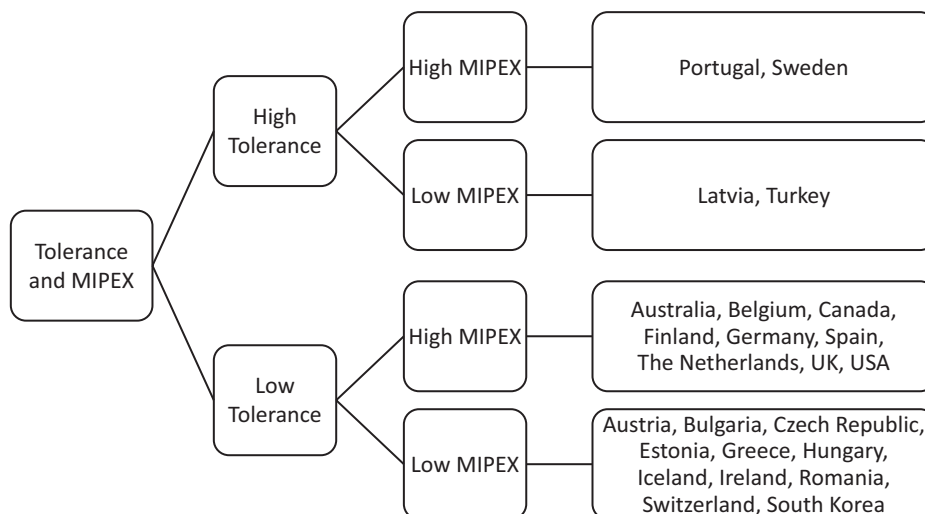 Tolerance
and MIPEX
High
Tolerance
High MIPEX
Portugal, Sweden
Low MIPEX
Latvia, Turkey
Low
Tolerance
High MIPEX
Australia, Belgium, Canada,
Finland, Germany, Spain,
The Netherlands, UK, USA
Low MIPEX
Austria, Bulgaria, Czech Republic,
Estonia, Greece, Hungary,
Iceland, Ireland, Romania,
Switzerland, South Korea